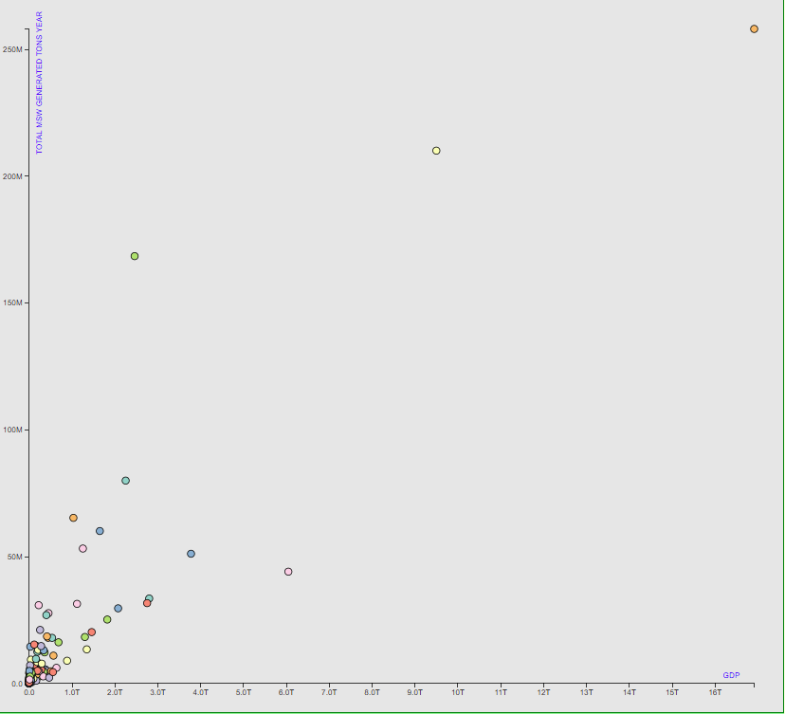 TOTAL MSW GENERATED TONS YEAR
250M
200M
150M
100M
50M
0.0
0.0 1.0T 2.0T 3.0T 4.0T 5.0T 6.0T 7.0T 8.0T 9.0T 10T 11T 12T 13T 14T 15T 16T
GDP